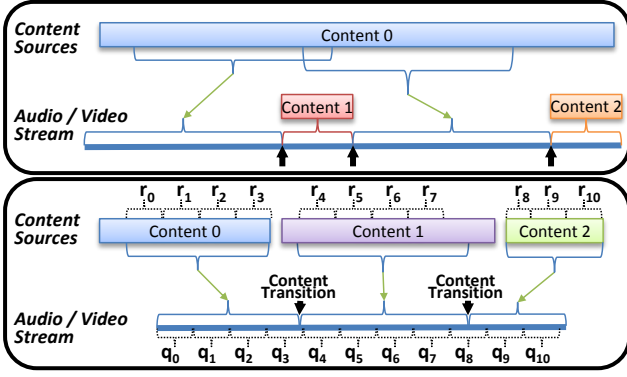 Content
Sources
Content 0
Audio / Video
Stream
Content 1
Content 2
r0 r1 r2 r3 r4 r5 r6 r7 r8 r9 r10
Content
Sources
Content 0
Content 1
Content 2
Content
Transition
Content
Transition
Audio / Video
Stream
q0 q1 q2 q3 q4 q5 q6 q7 q8 q9 q10